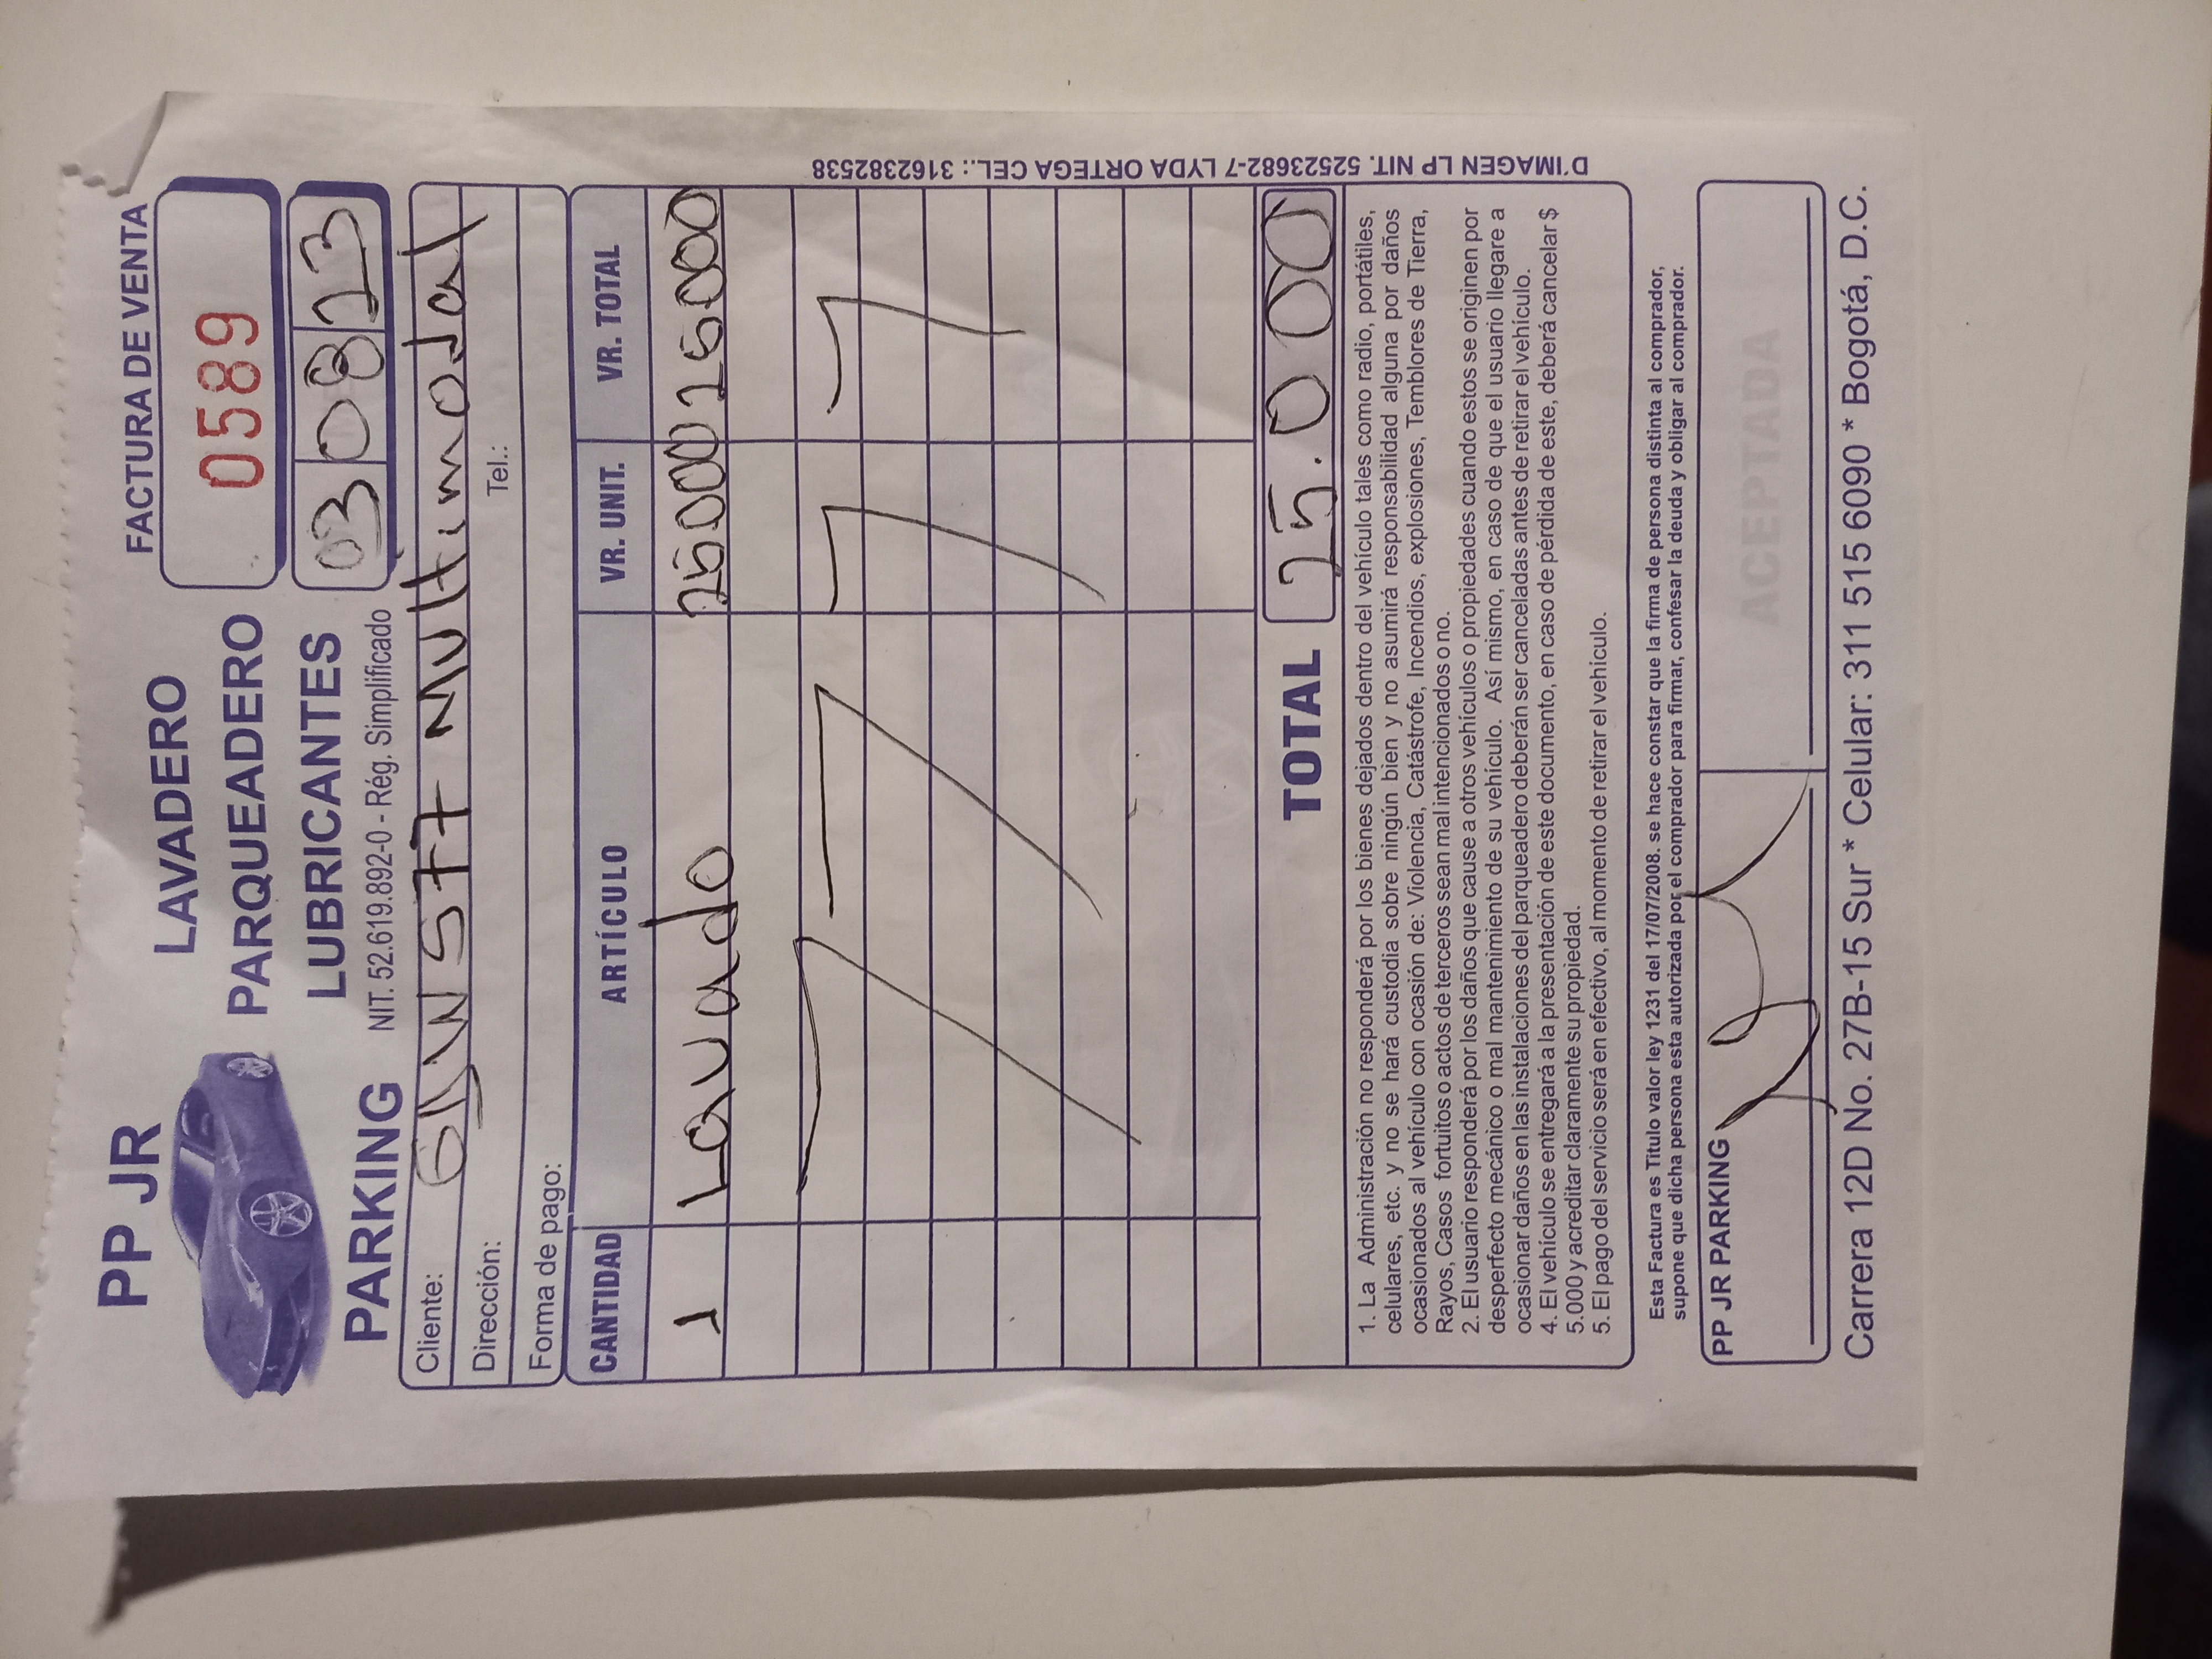 PP JR
PARKING
LAVADERO
PARQUEADERO
LUBRICANTES
NIT. 52.619.892-0 - Rég. Simplificado
FACTURA DE VENTA
0589
03 08 23
Cliente: GUW 577 Multimodal
Dirección: Tel.:
Forma de pago:
CANTIDAD ARTÍCULO VR. UNIT. VR. TOTAL
1 Lavado 25000 25000
TOTAL 25.000
1. La Administración no responderá por los bienes dejados dentro del vehículo tales como radio, portátiles,
celulares, etc. y no se hará custodia sobre ningún bien y no asumirá responsabilidad alguna por daños
ocasionados al vehículo con ocasión de: Violencia, Catástrofe, Incendios, explosiones, Temblores de Tierra,
Rayos, Casos fortuitos o actos de terceros sean mal intencionados o no.
2. El usuario responderá por los daños que cause a otros vehículos o propiedades cuando estos se originen por
desperfecto mecánico o mal mantenimiento de su vehículo. Así mismo, en caso de que el usuario llegare a
ocasionar daños en las instalaciones del parqueadero deberán ser canceladas antes de retirar el vehículo.
4. El vehículo se entregará a la presentación de este documento, en caso de pérdida de este, deberá cancelar $
5.000 y acreditar claramente su propiedad.
5. El pago del servicio será en efectivo, al momento de retirar el vehículo.
Esta Factura es Titulo valor ley 1231 del 17/07/2008. se hace constar que la firma de persona distinta al comprador,
supone que dicha persona esta autorizada por el comprador para firmar, confesar la deuda y obligar al comprador.
PP JR PARKING
ACEPTADA
Carrera 12D No. 27B-15 Sur * Celular: 311 515 6090 * Bogotá, D.C.
D'IMAGEN LP NIT. 52523682-7 LYDA ORTEGA CEL.: 3162382538